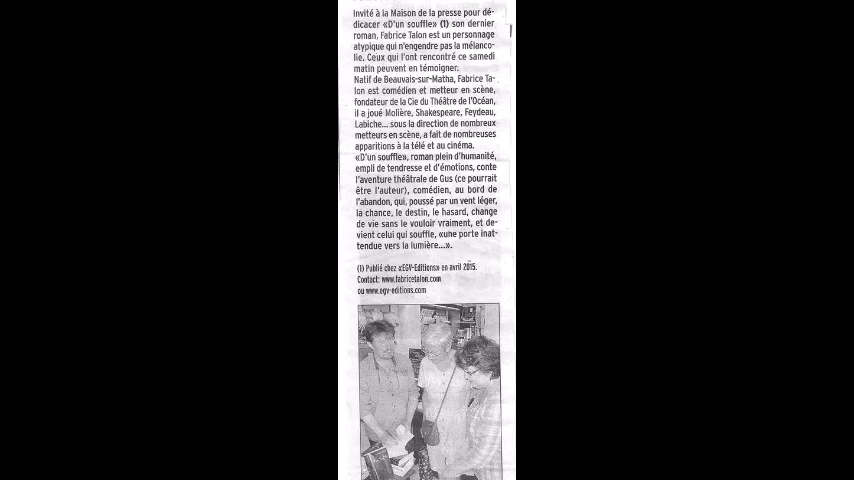 Invité à la Maison de la presse pour dé-
dicacer «D'un souffle» (1) son dernier
roman, Fabrice Talon est un personnage
atypique qui n'engendre pas la mélanco-
lie. Ceux qui l'ont rencontré ce samedi
matin peuvent en témoigner.
Natif de Beauvais-sur-Matha, Fabrice Ta-
lon est comédien et metteur en scène,
fondateur de la Cie du Théâtre de l'Océan,
il a joué Molière, Shakespeare, Feydeau,
Labiche... sous la direction de nombreux
metteurs en scène, a fait de nombreuses
apparitions à la télé et au cinéma.
«D'un souffle», roman plein d'humanité,
empli de tendresse et d'émotions, conte
l'aventure théâtrale de Gus (ce pourrait
être l'auteur), comédien, au bord de
l'abandon, qui, poussé par un vent léger,
la chance, le destin, le hasard, change
de vie sans le vouloir vraiment, et de-
vient celui qui souffle, «une porte inat-
tendue vers la lumière...».
(1) Publié chez «EGV-Editions» en avril 2015.
Contact: www.fabricetalon.com
ou www.egv-editions.com